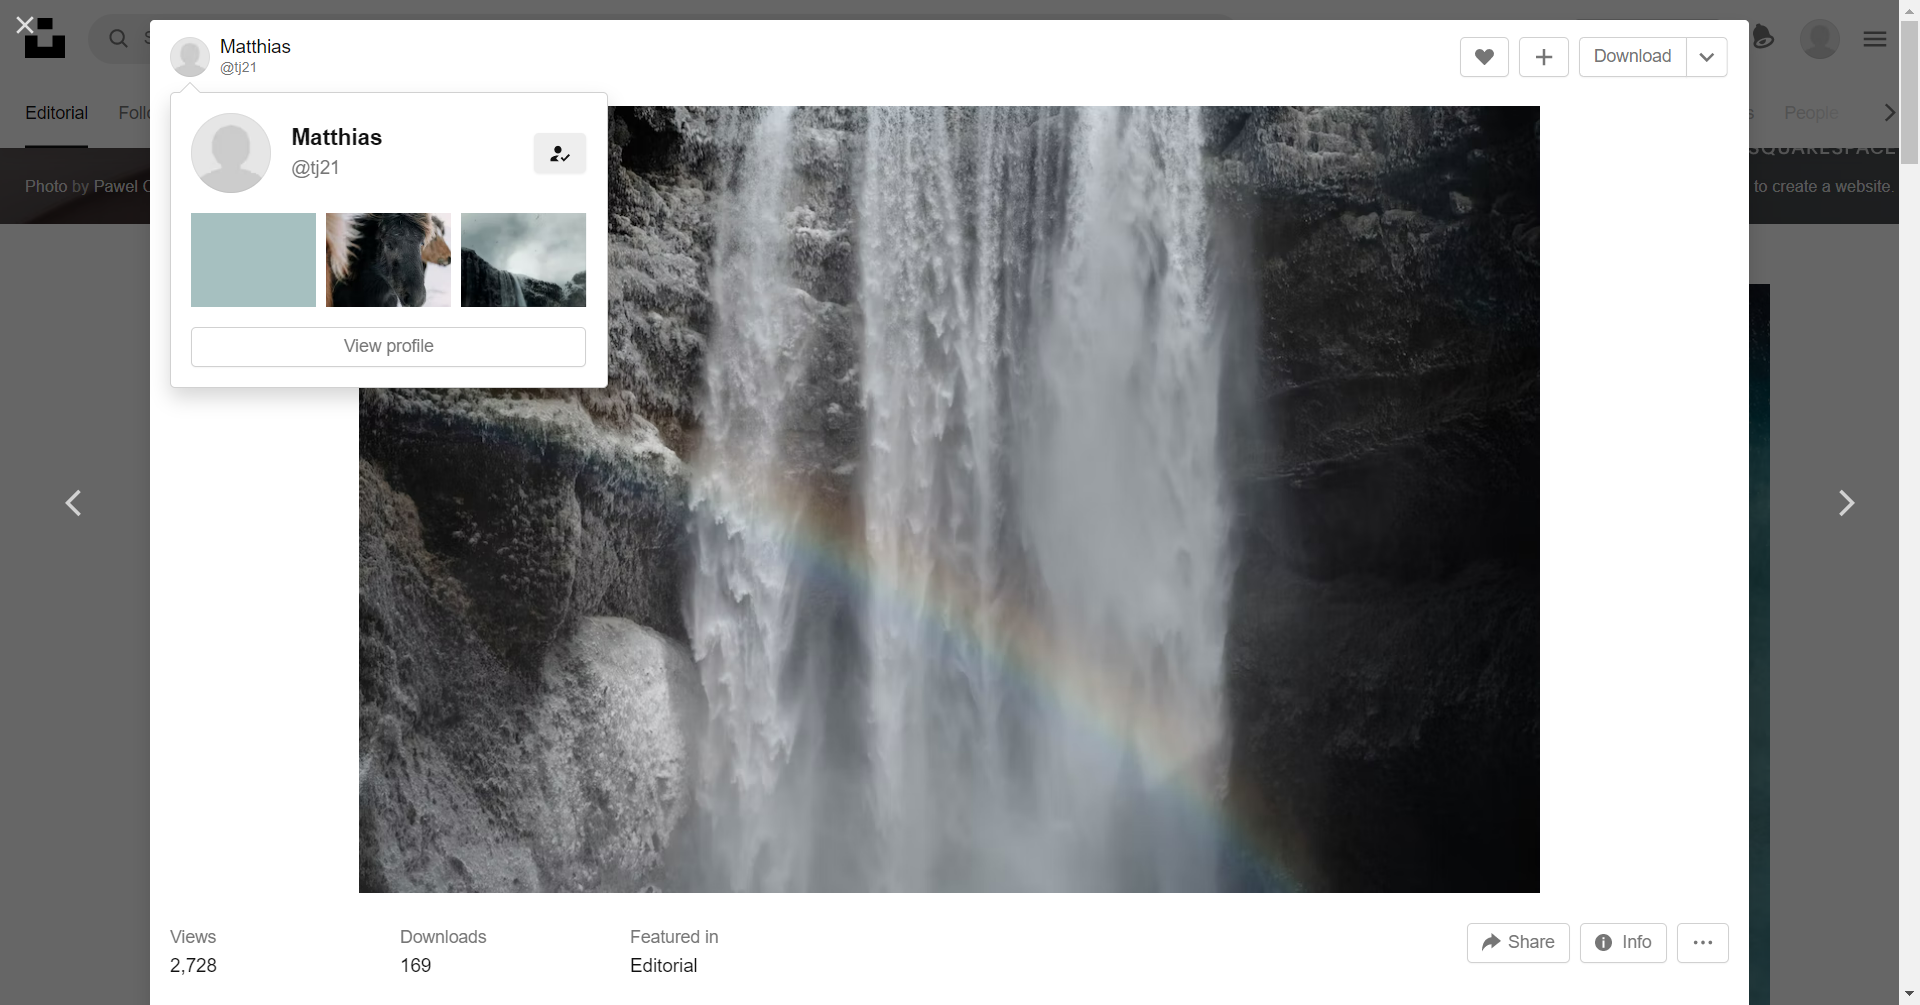 Matthias
@tj21
Download
Matthias
@tj21
View profile
Editorial
People
SQUARESPACE
Photo by Pawel
to create a website.
Views
2,728
Downloads
169
Featured in
Editorial
Share
Info